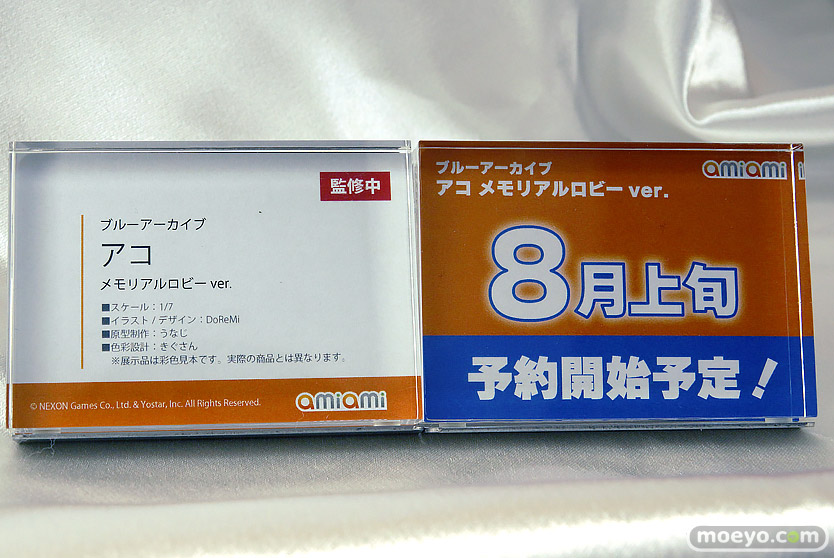 監修中
ブルーアーカイブ
アコ
メモリアルロビー ver.
■スケール：1/7
■イラスト / デザイン：DoReMi
■原型制作：うなじ
■色彩設計：きぐさん
※展示品は彩色見本です。実際の商品とは異なります。
© NEXON Games Co., Ltd. & Yostar, Inc. All Rights Reserved.
amiami
ブルーアーカイブ
アコ メモリアルロビー ver.
amiami
8月上旬
予約開始予定！
moeyo.com